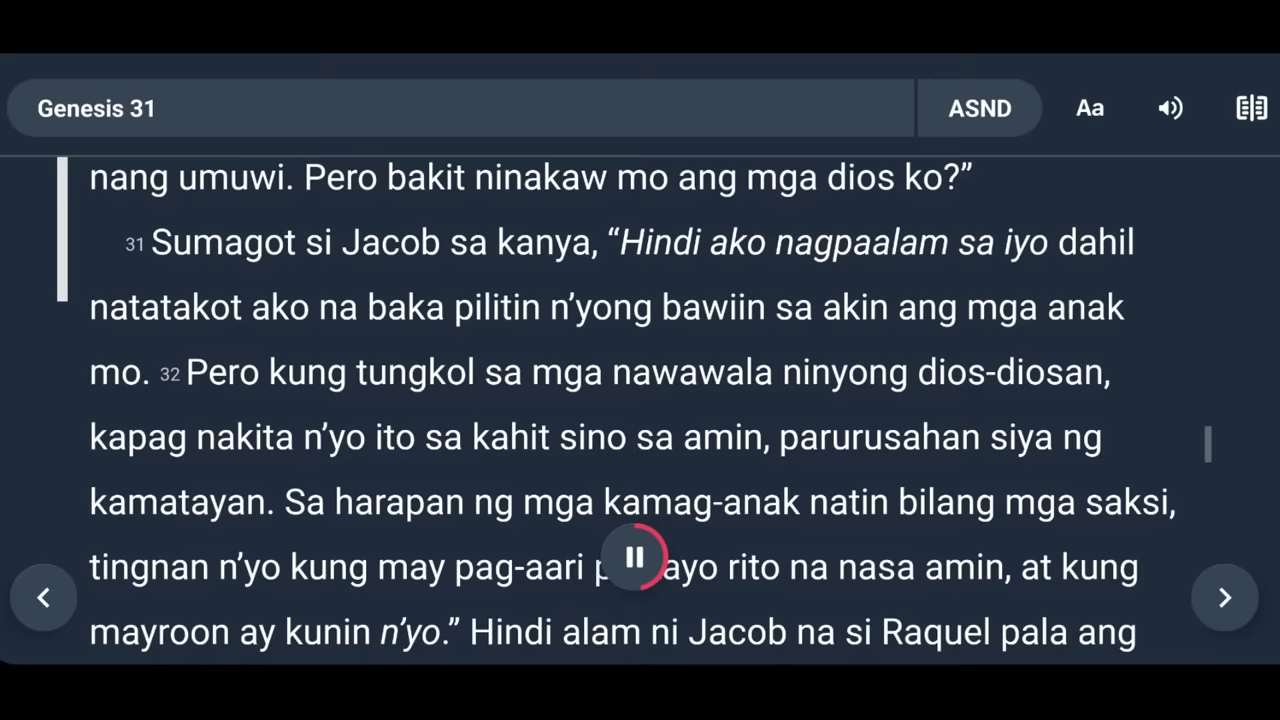 Genesis 31
ASND
Aa
nang umuwi. Pero bakit ninakaw mo ang mga dios ko?”
31 Sumagot si Jacob sa kanya, “Hindi ako nagpaalam sa iyo dahil
natatakot ako na baka pilitin n’yong bawiin sa akin ang mga anak
mo. 32 Pero kung tungkol sa mga nawawala ninyong dios-diosan,
kapag nakita n’yo ito sa kahit sino sa amin, parurusahan siya ng
kamatayan. Sa harapan ng mga kamag-anak natin bilang mga saksi,
tingnan n’yo kung may pag-aari rito na nasa amin, at kung
mayroon ay kunin n’yo.” Hindi alam ni Jacob na si Raquel pala ang